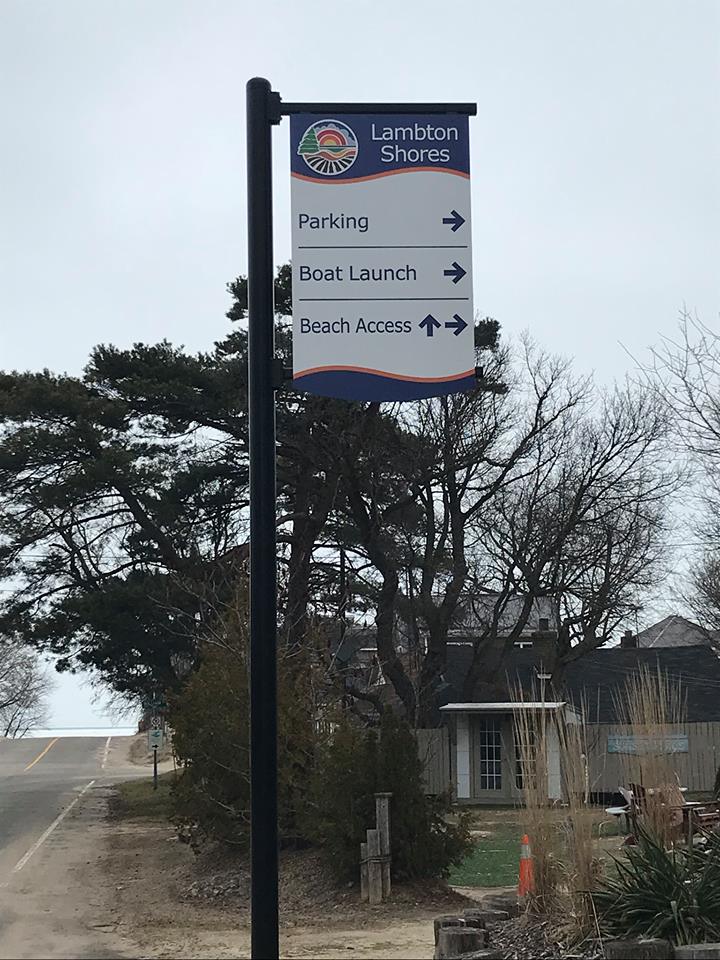 Lambton
Shores
Parking →
Boat Launch →
Beach Access ↑ →